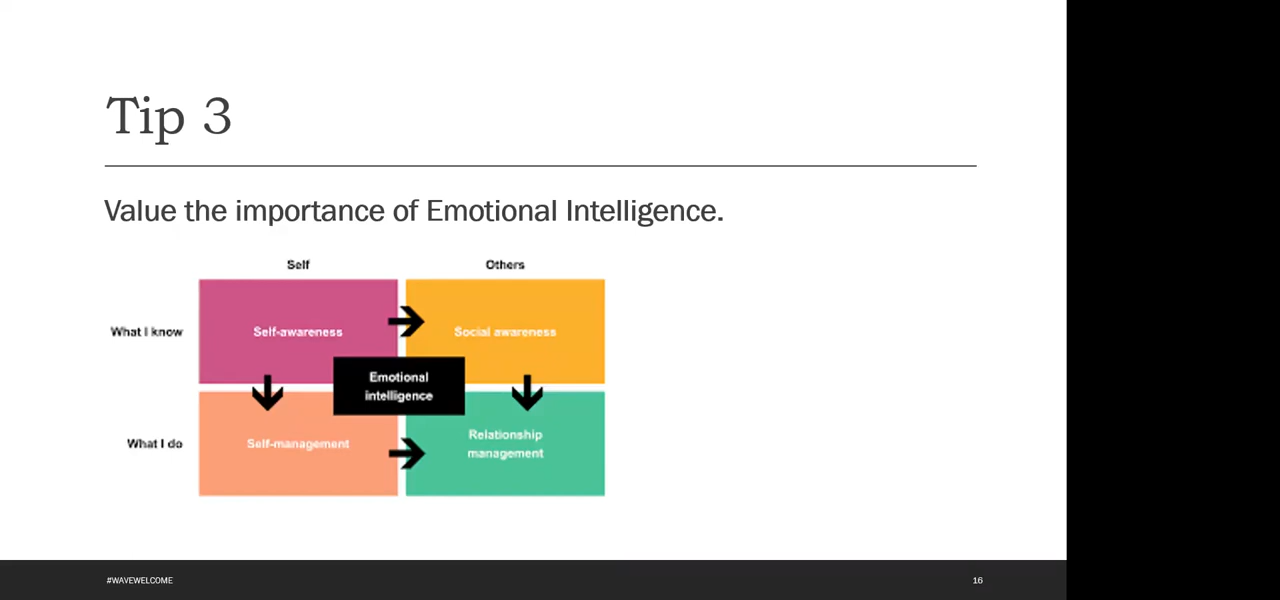 Tip 3
Value the importance of Emotional Intelligence.
Self Others
What I know Self-awareness Social awareness
Emotional
intelligence
What I do Self-management Relationship
management
#WAVEWELCOME 16